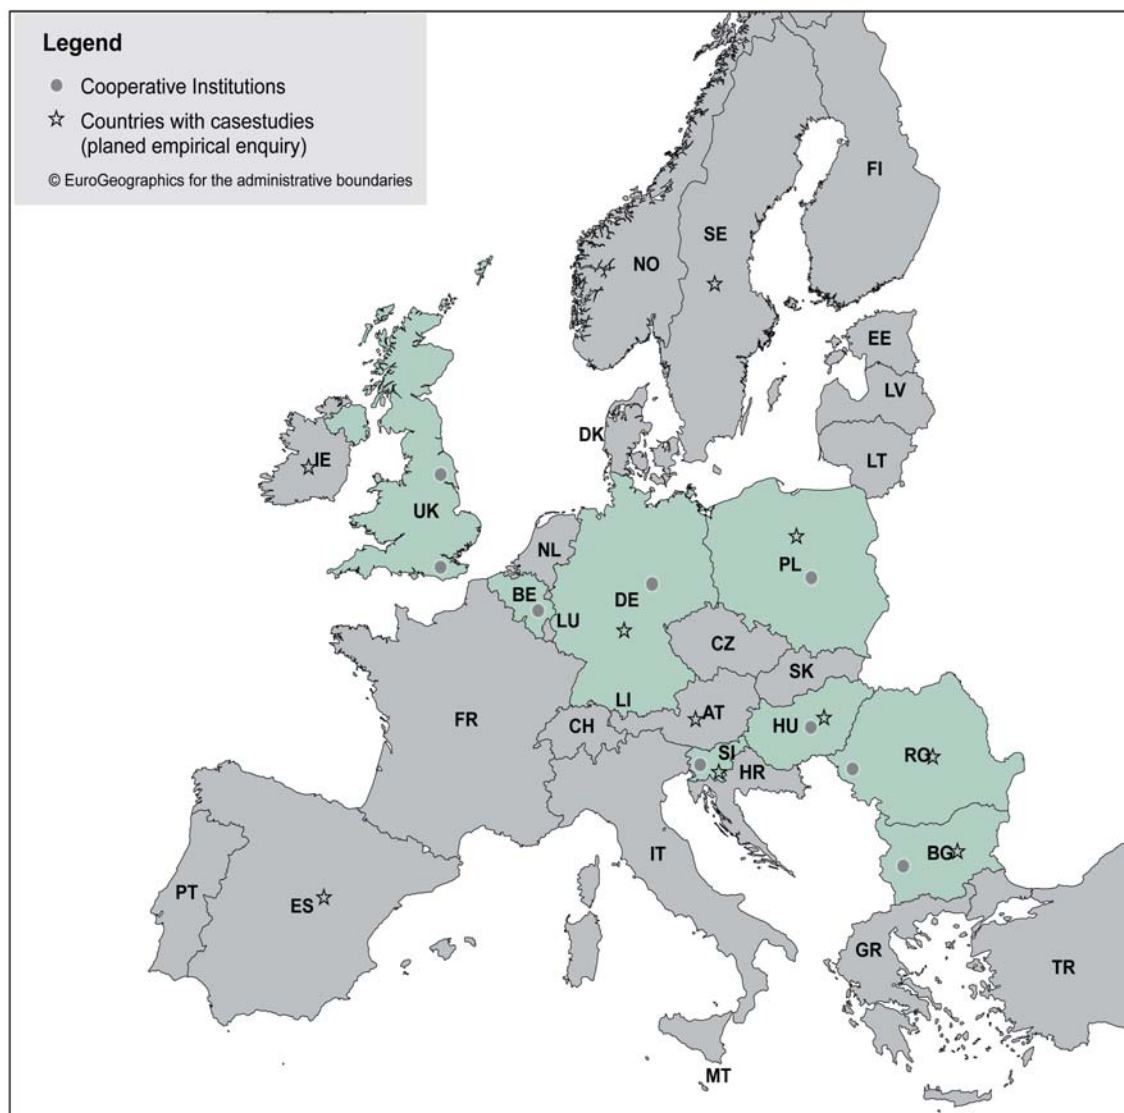 Legend
Cooperative Institutions
Countries with casestudies
(planed empirical enquiry)
© EuroGeographics for the administrative boundaries
FI
SE
NO
EE
LV
DK
LT
IE
UK
NL
PL
BE
DE
LU
CZ
SK
LI
AT
FR
CH
HU
SI
HR
RO
IT
BG
PT
ES
GR
TR
MT